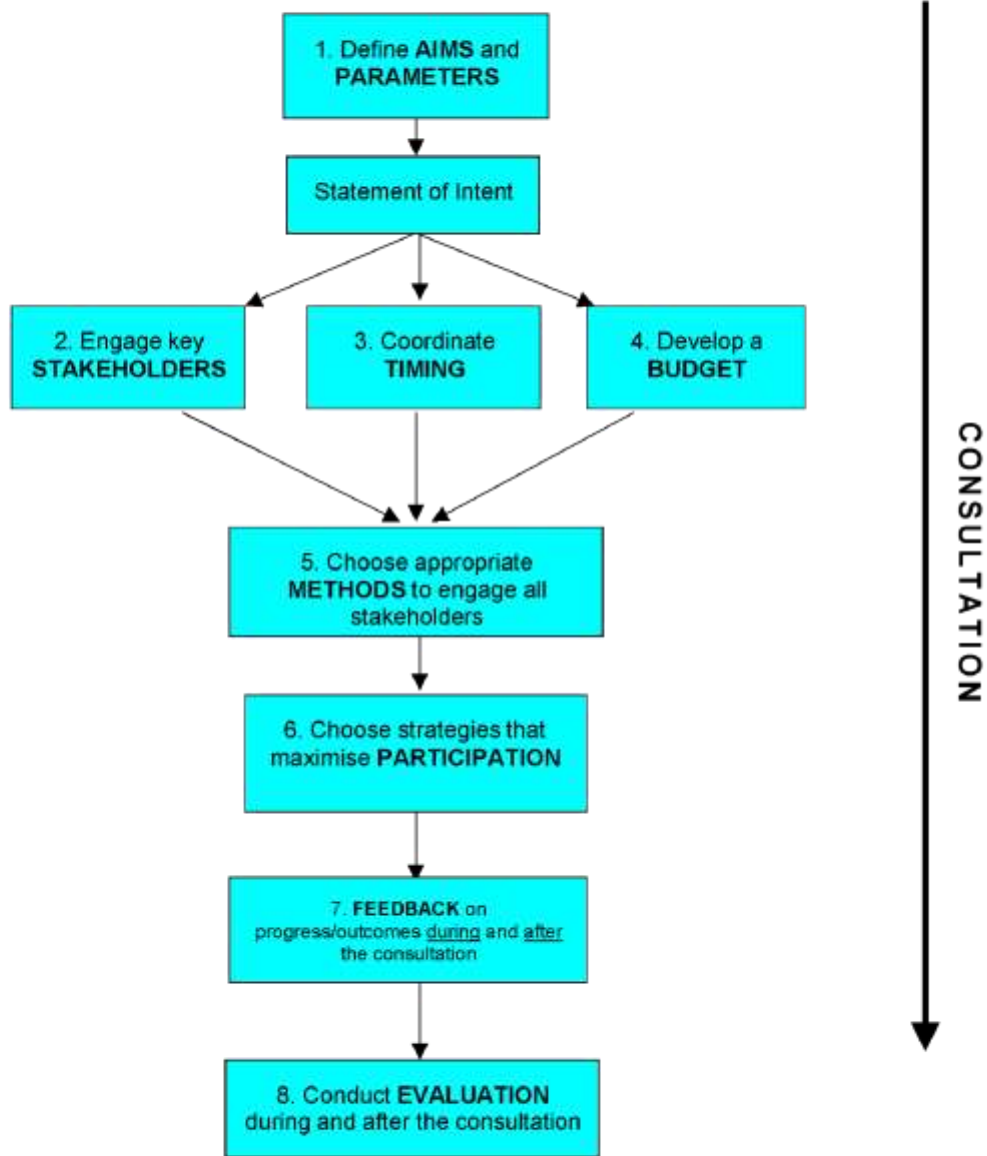 1. Define AIMS and
PARAMETERS
Statement of Intent
2. Engage key
STAKEHOLDERS
3. Coordinate
TIMING
4. Develop a
BUDGET
5. Choose appropriate
METHODS to engage all
stakeholders
6. Choose strategies that
maximise PARTICIPATION
7. FEEDBACK on
progress/outcomes during and after
the consultation
8. Conduct EVALUATION
during and after the consultation
CONSULTATION